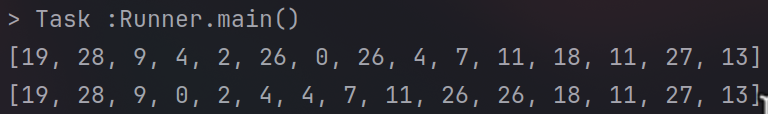 > Task :Runner.main()
[19, 28, 9, 4, 2, 26, 0, 26, 4, 7, 11, 18, 11, 27, 13]
[19, 28, 9, 0, 2, 4, 4, 7, 11, 26, 26, 18, 11, 27, 13]